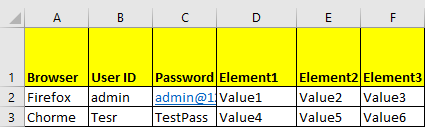 A B C D E F
1 Browser User ID Password Element1 Element2 Element3
2 Firefox admin admin@12 Value1 Value2 Value3
3 Chorme Tesr TestPass Value4 Value5 Value6